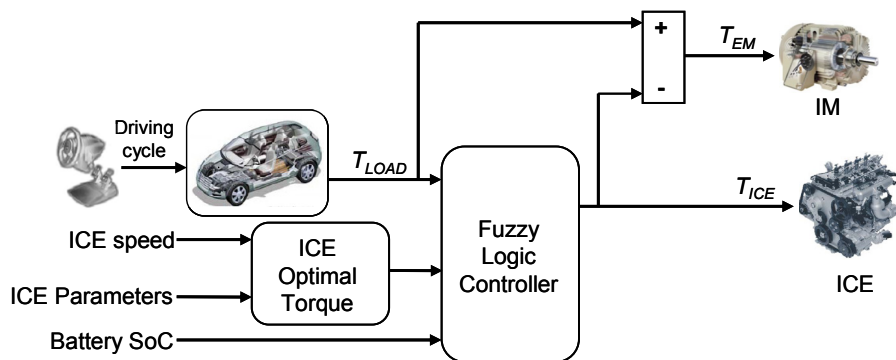 +
T_EM
-
IM
Driving
cycle
T_LOAD
T_ICE
ICE speed
ICE
Optimal
Torque
Fuzzy
Logic
Controller
ICE
ICE Parameters
Battery SoC